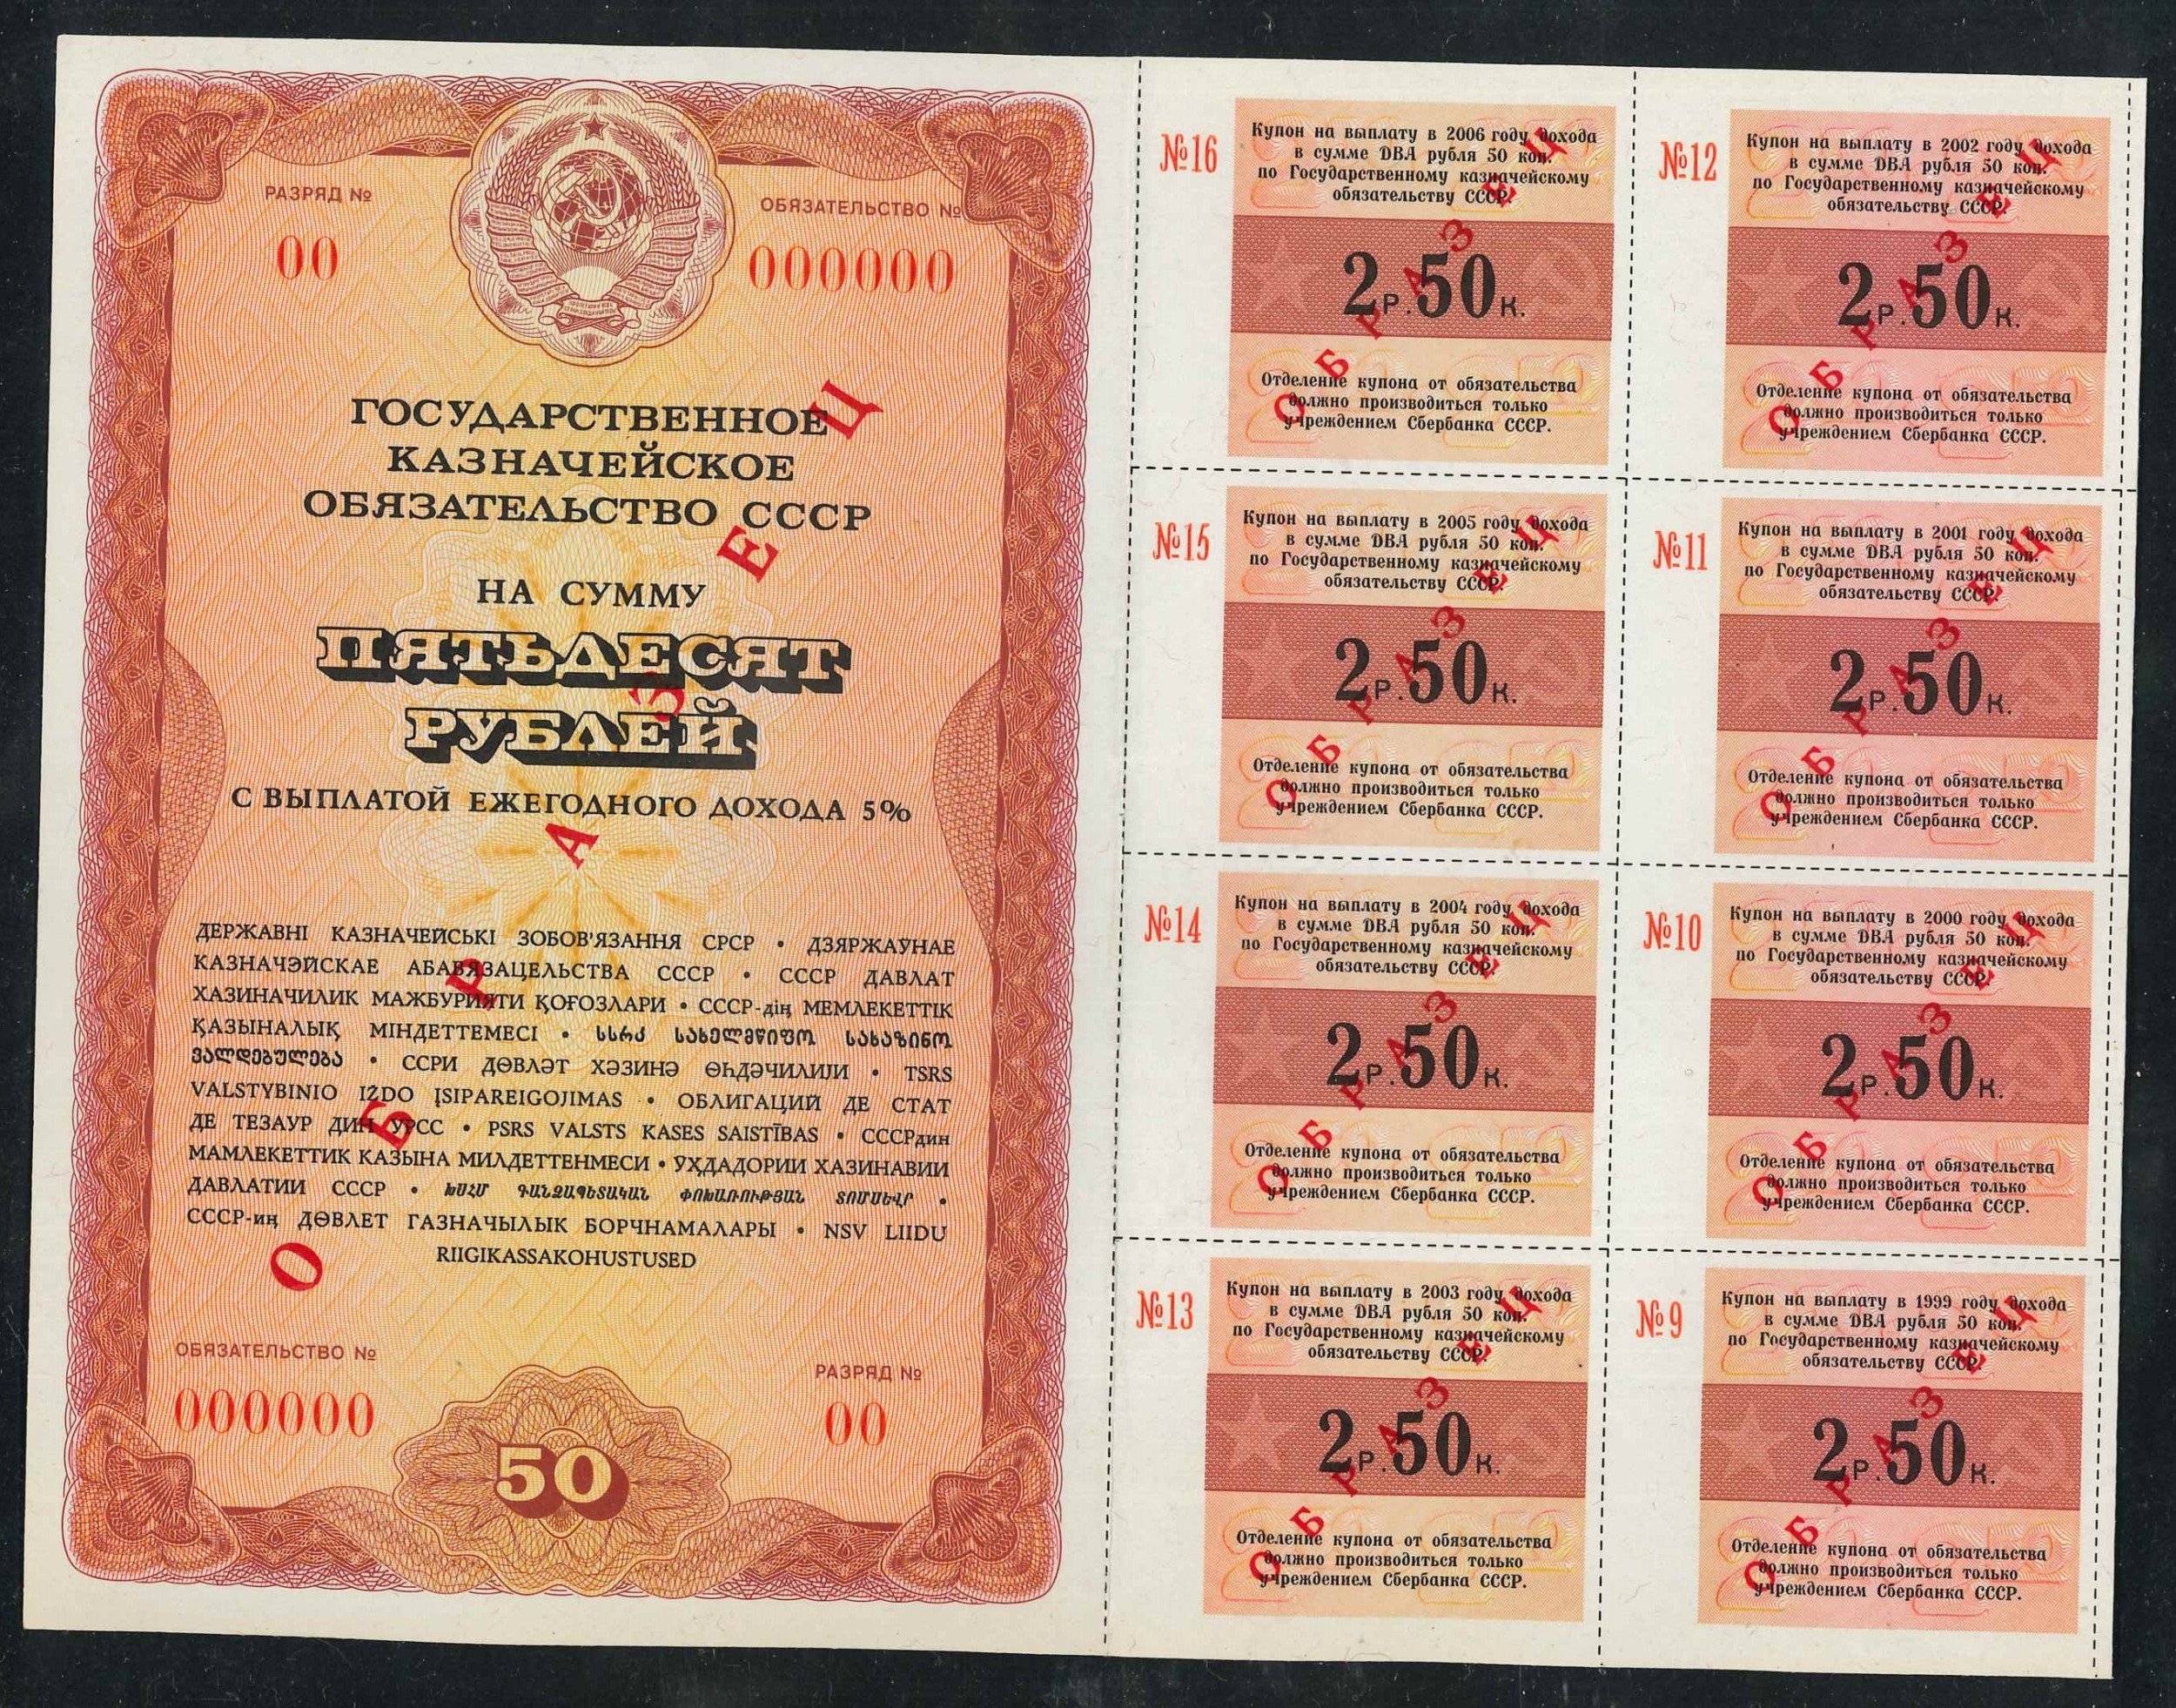 РАЗРЯД №
ОБЯЗАТЕЛЬСТВО №
00
000000
ГОСУДАРСТВЕННОЕ
КАЗНАЧЕЙСКОЕ
ОБЯЗАТЕЛЬСТВО СССР
НА СУММУ
ПЯТЬДЕСЯТ
РУБЛЕЙ
С ВЫПЛАТОЙ ЕЖЕГОДНОГО ДОХОДА 5%
ДЕРЖАВНІ КАЗНАЧЕЙСЬКІ ЗОБОВ'ЯЗАННЯ СРСР • ДЗЯРЖАЎНАЕ
КАЗНАЧЭЙСКАЕ АБАВЯЗАЦЕЛЬСТВА СССР • СССР ДАВЛАТ
ХАЗИНАЧИЛИК МАЖБУРИЯТИ ҚОҒОЗЛАРИ • СССР-дің МЕМЛЕКЕТТІК
ҚАЗЫНАЛЫҚ МІНДЕТТЕМЕСІ • სსრკ სახელმწიფო სახაზინო
ვალდებულება • ССРИ ДӨВЛӘТ ХӘЗИНӘ ӨҺДӘЧИЛИЈИ • TSRS
VALSTYBINIO IŽDO ĮSIPAREIGOJIMAS • ОБЛИГАЦИЙ ДЕ СТАТ
ДЕ ТЕЗАУР ДИН УРСС • PSRS VALSTS KASES SAISTĪBAS • СССРдин
МАМЛЕКЕТТИК КАЗЫНА МИЛДЕТТЕНМЕСИ • ӮҲДАДОРИИ ХАЗИНАВИИ
ДАВЛАТИИ СССР • ԽՍՀՄ ԳԱՆՁԱՊԵՏԱԿԱՆ ՓՈԽԱՌՈՒԹՅԱՆ ՏՈՄՍԵՎՐ •
СССР-иң ДӨВЛЕТ ГАЗНАЧЫЛЫК БОРЧНАМАЛАРЫ • NSV LIIDU
RIIGIKASSAKOHUSTUSED
ОБЯЗАТЕЛЬСТВО №
РАЗРЯД №
000000
00
50
ОБРАЗЕЦ
№16
Купон на выплату в 2006 году дохода
в сумме ДВА рубля 50 коп.
по Государственному казначейскому
обязательству СССР.
2р.50к.
Отделение купона от обязательства
должно производиться только
учреждением Сбербанка СССР.
ОБРАЗЕЦ
№12
Купон на выплату в 2002 году дохода
в сумме ДВА рубля 50 коп.
по Государственному казначейскому
обязательству СССР.
2р.50к.
Отделение купона от обязательства
должно производиться только
учреждением Сбербанка СССР.
ОБРАЗЕЦ
№15
Купон на выплату в 2005 году дохода
в сумме ДВА рубля 50 коп.
по Государственному казначейскому
обязательству СССР.
2р.50к.
Отделение купона от обязательства
должно производиться только
учреждением Сбербанка СССР.
ОБРАЗЕЦ
№11
Купон на выплату в 2001 году дохода
в сумме ДВА рубля 50 коп.
по Государственному казначейскому
обязательству СССР.
2р.50к.
Отделение купона от обязательства
должно производиться только
учреждением Сбербанка СССР.
ОБРАЗЕЦ
№14
Купон на выплату в 2004 году дохода
в сумме ДВА рубля 50 коп.
по Государственному казначейскому
обязательству СССР.
2р.50к.
Отделение купона от обязательства
должно производиться только
учреждением Сбербанка СССР.
ОБРАЗЕЦ
№10
Купон на выплату в 2000 году дохода
в сумме ДВА рубля 50 коп.
по Государственному казначейскому
обязательству СССР.
2р.50к.
Отделение купона от обязательства
должно производиться только
учреждением Сбербанка СССР.
ОБРАЗЕЦ
№13
Купон на выплату в 2003 году дохода
в сумме ДВА рубля 50 коп.
по Государственному казначейскому
обязательству СССР.
2р.50к.
Отделение купона от обязательства
должно производиться только
учреждением Сбербанка СССР.
ОБРАЗЕЦ
№9
Купон на выплату в 1999 году дохода
в сумме ДВА рубля 50 коп.
по Государственному казначейскому
обязательству СССР.
2р.50к.
Отделение купона от обязательства
должно производиться только
учреждением Сбербанка СССР.
ОБРАЗЕЦ